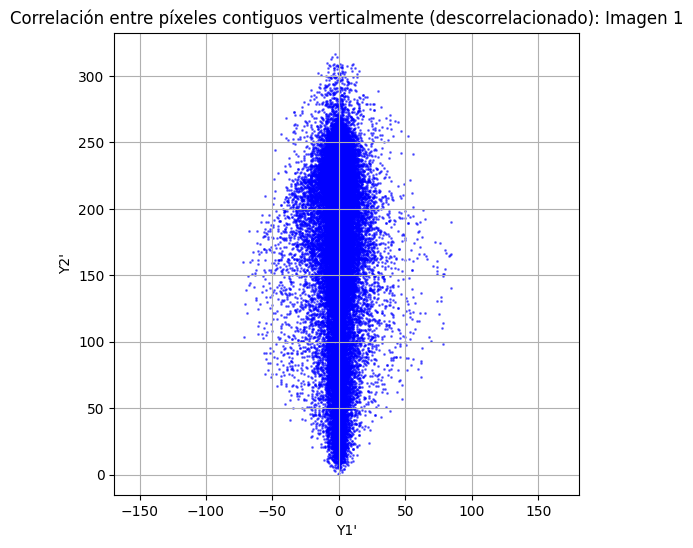 Correlación entre píxeles contiguos verticalmente (descorrelacionado): Imagen 1
300
250
200
150
100
50
0
Y2'
−150 −100 −50 0 50 100 150
Y1'